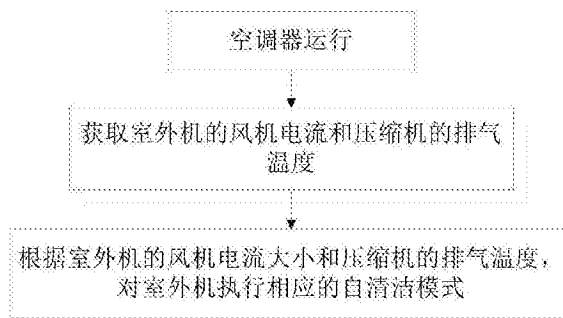 空调器运行
获取室外机的风机电流和压缩机的排气
温度
根据室外机的风机电流大小和压缩机的排气温度，
对室外机执行相应的自清洁模式